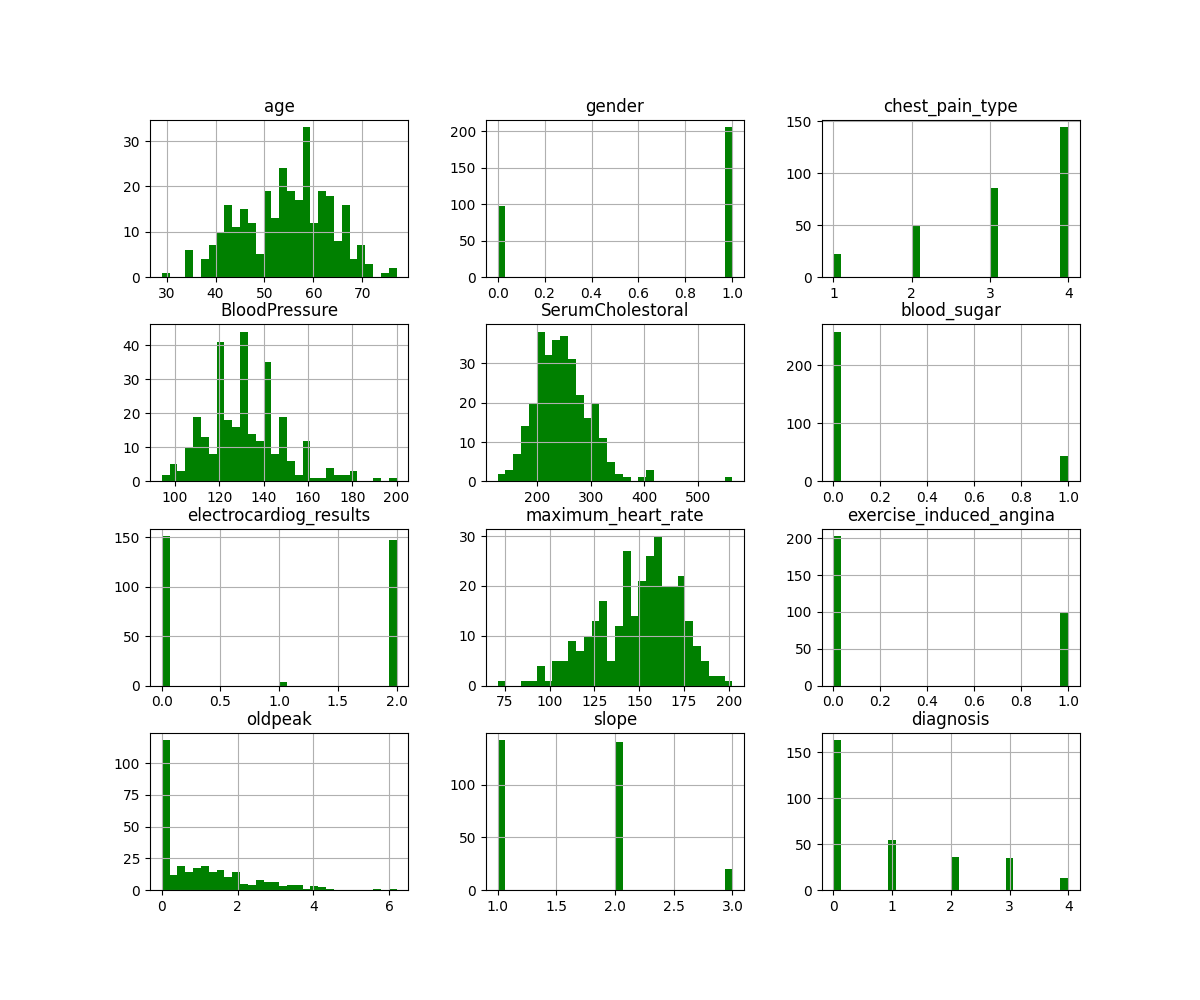 age gender chest_pain_type
30 20 10 0
200 150 100 50 0
150 100 50 0
30 40 50 60 70
0.0 0.2 0.4 0.6 0.8 1.0
1 2 3 4
BloodPressure SerumCholestoral blood_sugar
40 30 20 10 0
30 20 10 0
200 100 0
100 120 140 160 180 200
200 300 400 500
0.0 0.2 0.4 0.6 0.8 1.0
electrocardiog_results maximum_heart_rate exercise_induced_angina
150 100 50 0
30 20 10 0
200 150 100 50 0
0.0 0.5 1.0 1.5 2.0
75 100 125 150 175 200
0.0 0.2 0.4 0.6 0.8 1.0
oldpeak slope diagnosis
100 75 50 25 0
100 50 0
150 100 50 0
0 2 4 6
1.0 1.5 2.0 2.5 3.0
0 1 2 3 4